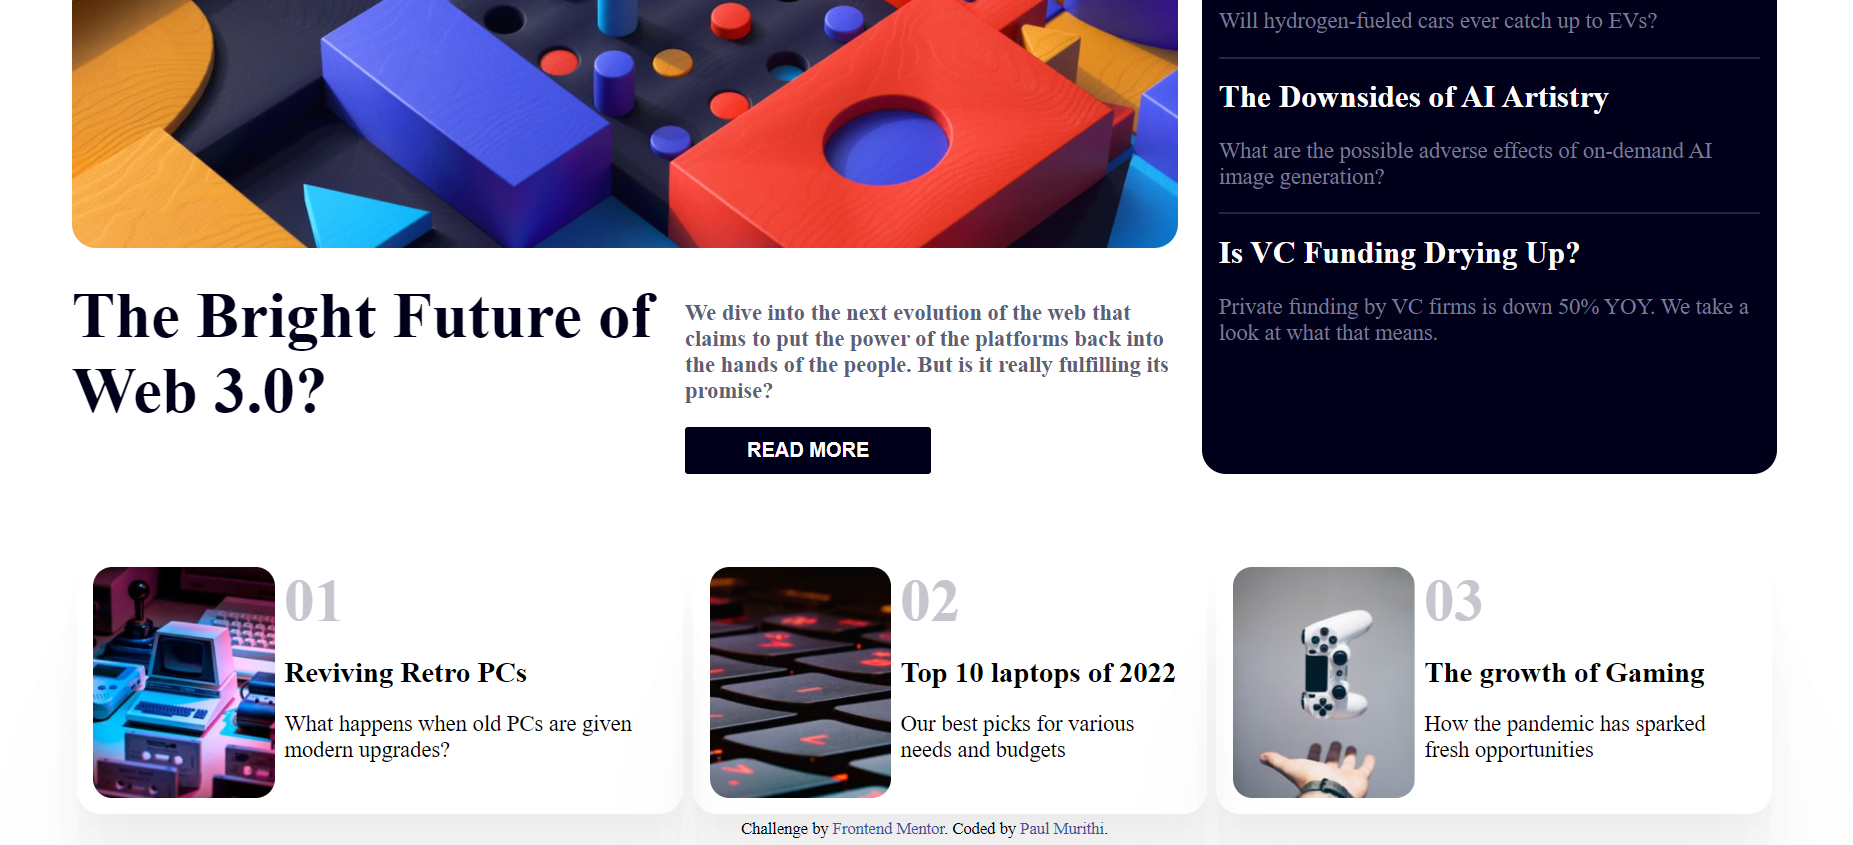 Will hydrogen-fueled cars ever catch up to EVs?
The Downsides of AI Artistry
What are the possible adverse effects of on-demand AI
image generation?
Is VC Funding Drying Up?
Private funding by VC firms is down 50% YOY. We take a
look at what that means.
The Bright Future of
Web 3.0?
We dive into the next evolution of the web that
claims to put the power of the platforms back into
the hands of the people. But is it really fulfilling its
promise?
READ MORE
01
Reviving Retro PCs
What happens when old PCs are given
modern upgrades?
02
Top 10 laptops of 2022
Our best picks for various
needs and budgets
03
The growth of Gaming
How the pandemic has sparked
fresh opportunities
Challenge by Frontend Mentor. Coded by Paul Murithi.